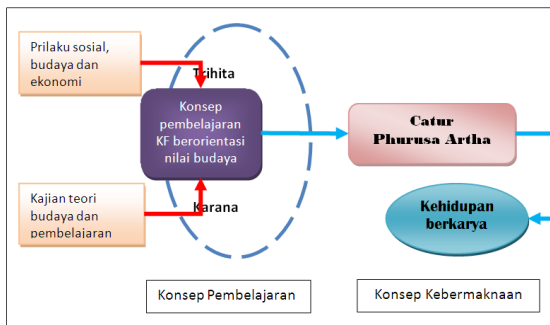 Prilaku sosial,
budaya dan
ekonomi
Trihita
Konsep
pembelajaran
KF berorientasi
nilai budaya
Catur
Phurusa Artha
Kajian teori
budaya dan
pembelajaran
Karana
Kehidupan
berkarya
Konsep Pembelajaran
Konsep Kebermaknaan